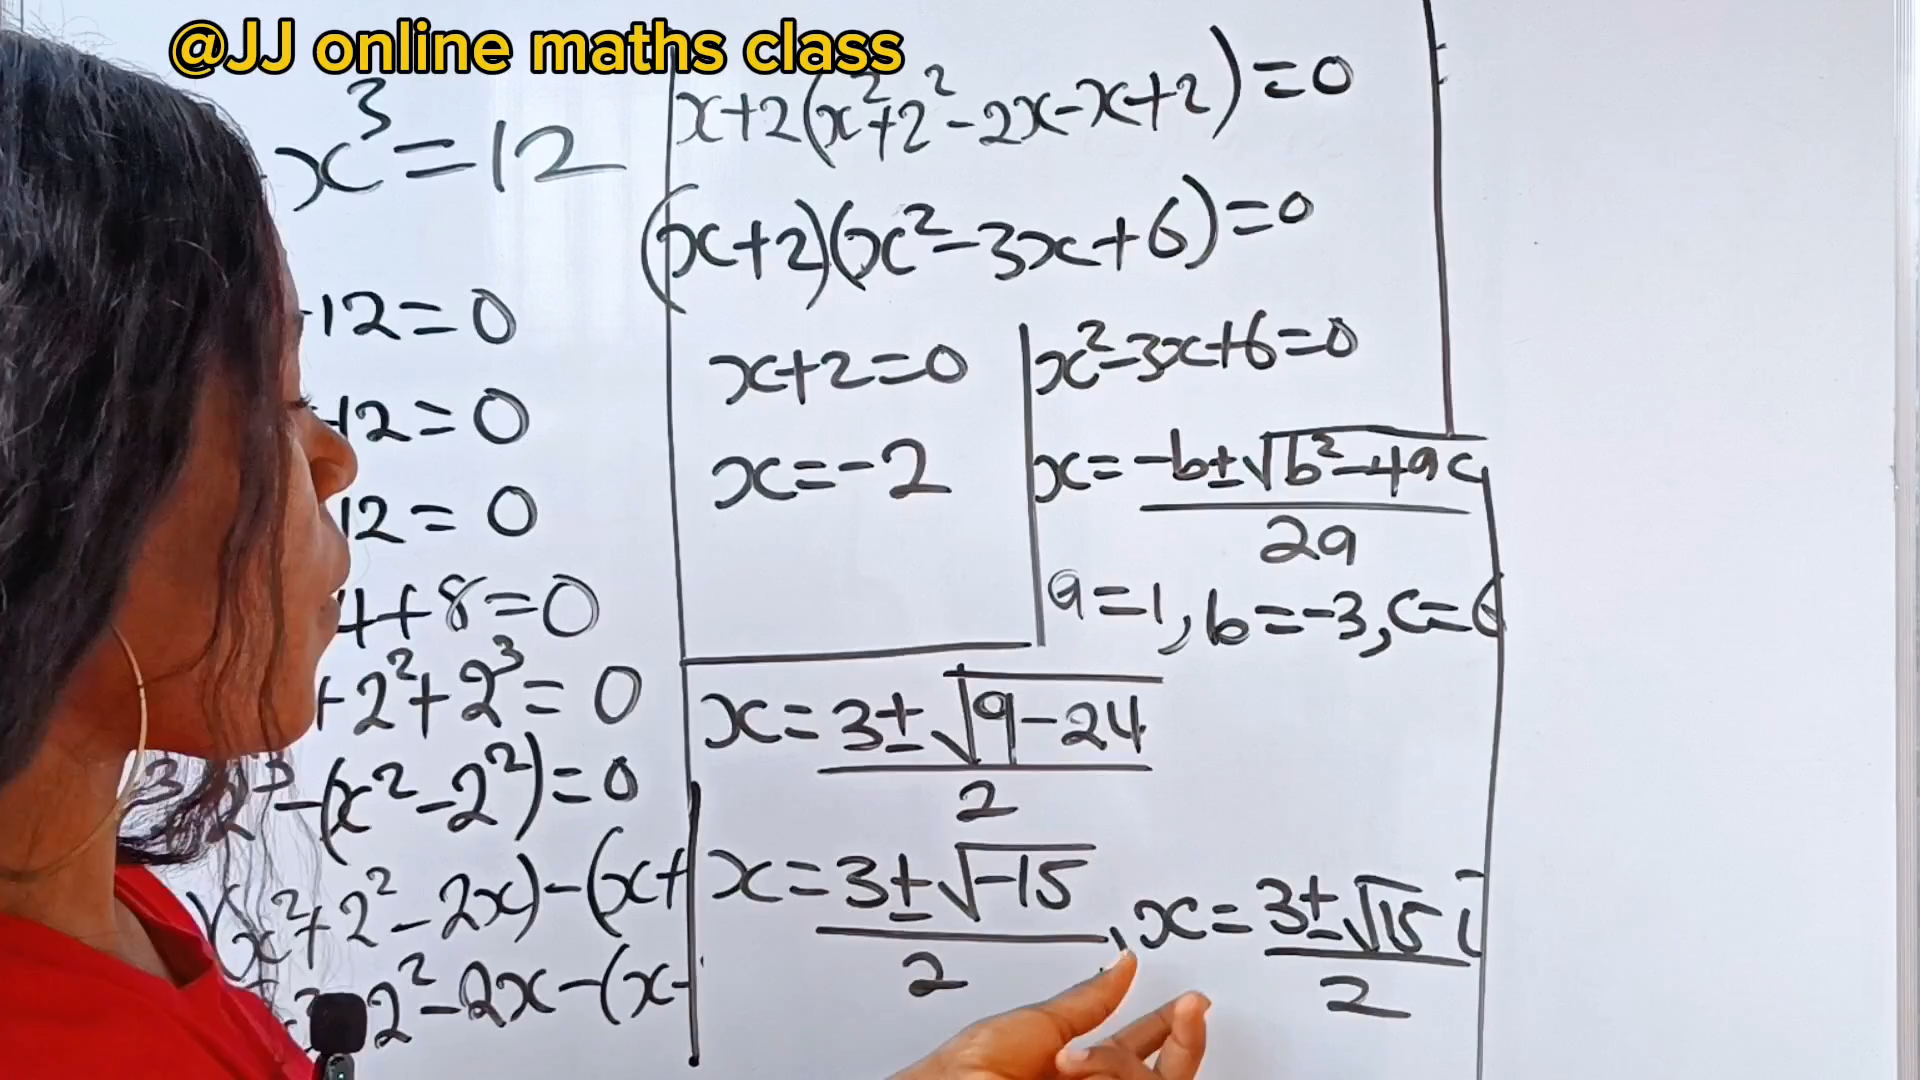 @JJ online maths class
x³=12
-12=0
-12=0
12=0
4+8=0
+2²+2³=0
2³-(x²-2²)=0
(x²+2²-2x)-(x+
2²-2x-(x-
x+2(x²+2²-2x-x+2)=0
(x+2)(x²-3x+6)=0
x+2=0
x=-2
x²-3x+6=0
x=-b±√b²-4ac
2a
a=1, b=-3, c=6
x=3±√9-24
2
x=3±√-15
2
, x=3±√15 i
2